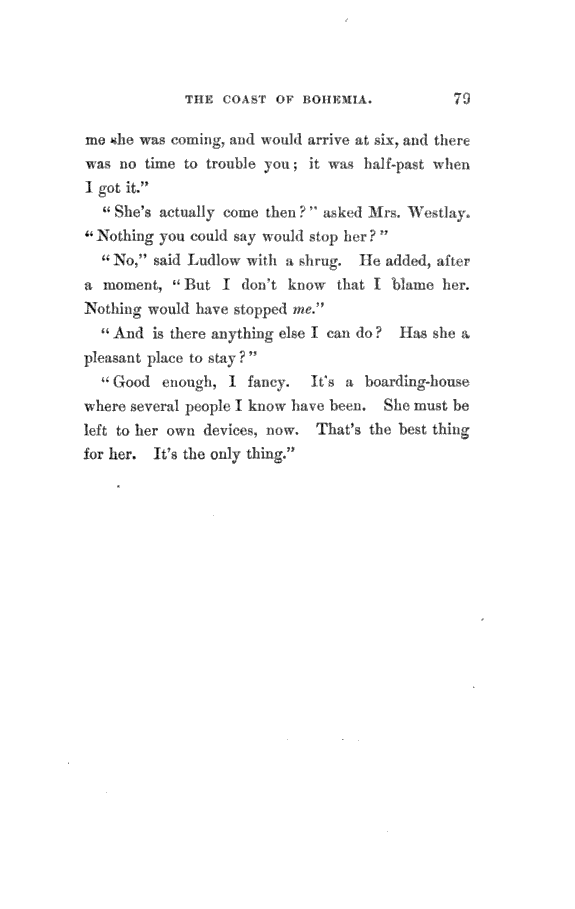 THE COAST OF BOHEMIA. 79
me she was coming, and would arrive at six, and there
was no time to trouble you; it was half-past when
I got it."
"She's actually come then?" asked Mrs. Westlay.
"Nothing you could say would stop her?"
"No," said Ludlow with a shrug. He added, after
a moment, "But I don't know that I blame her.
Nothing would have stopped me."
"And is there anything else I can do? Has she a
pleasant place to stay?"
"Good enough, I fancy. It's a boarding-house
where several people I know have been. She must be
left to her own devices, now. That's the best thing
for her. It's the only thing."